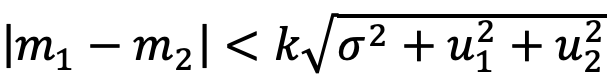 |m₁ − m₂| < k√(σ² + u₁² + u₂²)